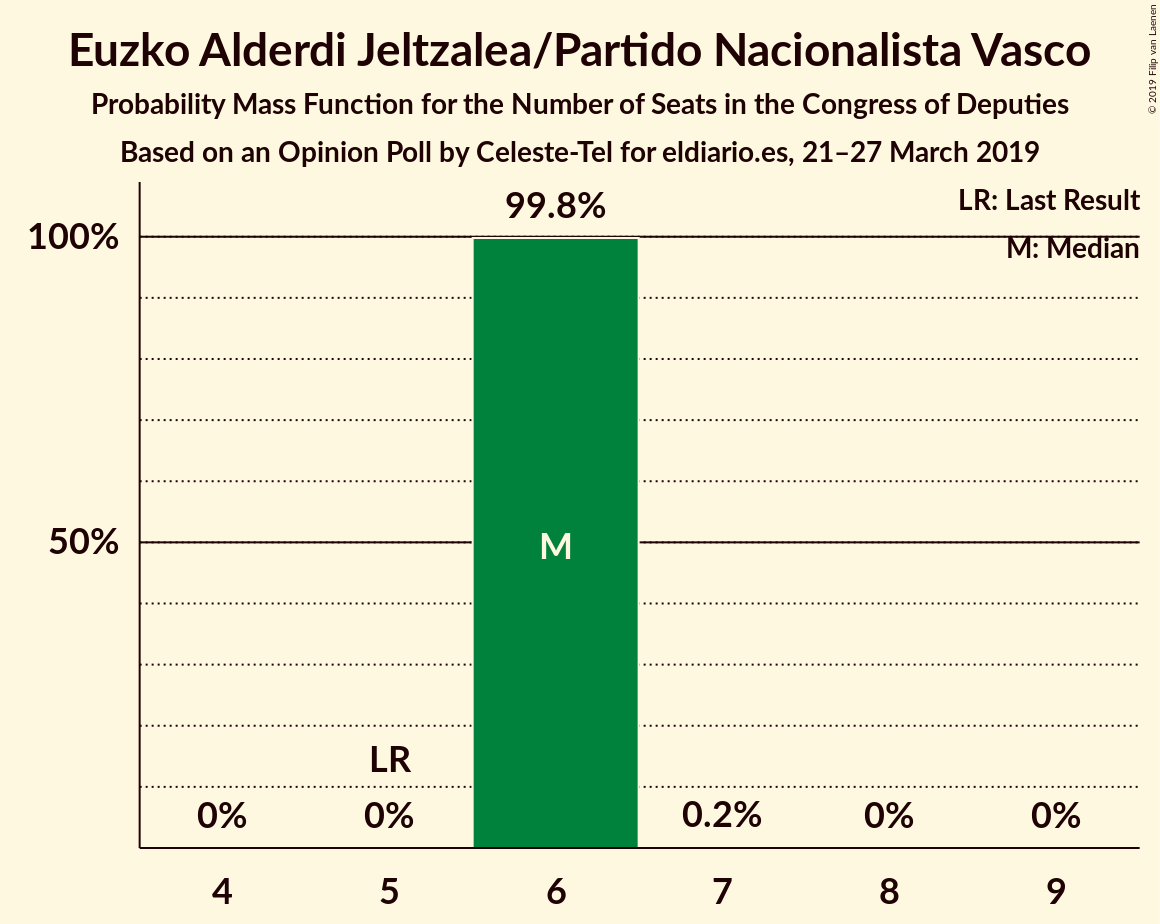 Euzko Alderdi Jeltzalea/Partido Nacionalista Vasco
Probability Mass Function for the Number of Seats in the Congress of Deputies
Based on an Opinion Poll by Celeste-Tel for eldiario.es, 21–27 March 2019
© 2019 Filip van Laenen
LR: Last Result
M: Median
99.8%
100%
50%
M
LR
0%
0%
0.2%
0%
0%
4
5
6
7
8
9